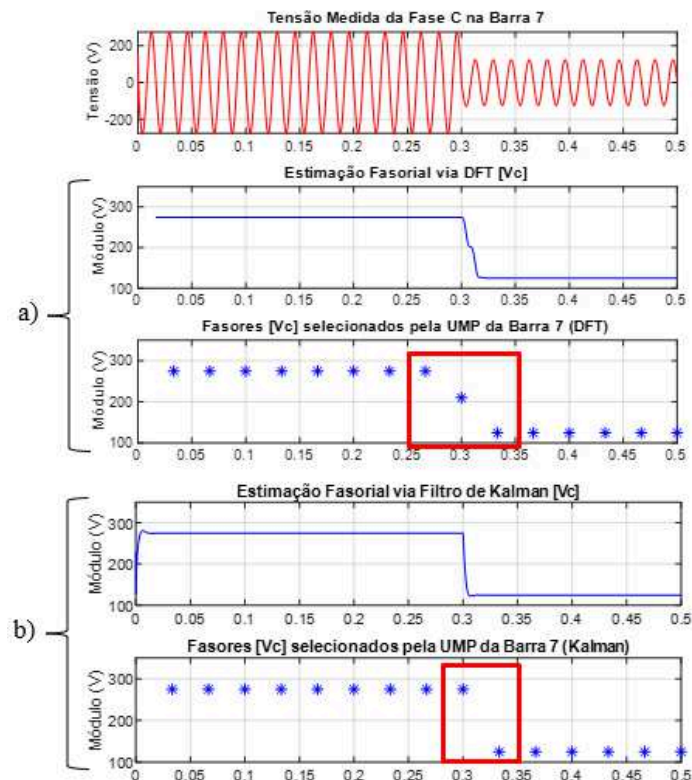 Tensão Medida da Fase C na Barra 7
Tensão (V)
200
0
-200
0 0.05 0.1 0.15 0.2 0.25 0.3 0.35 0.4 0.45 0.5
a)
Estimação Fasorial via DFT [Vc]
Módulo (V)
300
200
100
0 0.05 0.1 0.15 0.2 0.25 0.3 0.35 0.4 0.45 0.5
Fasores [Vc] selecionados pela UMP da Barra 7 (DFT)
Módulo (V)
300
200
100
0 0.05 0.1 0.15 0.2 0.25 0.3 0.35 0.4 0.45 0.5
b)
Estimação Fasorial via Filtro de Kalman [Vc]
Módulo (V)
300
200
100
0 0.05 0.1 0.15 0.2 0.25 0.3 0.35 0.4 0.45 0.5
Fasores [Vc] selecionados pela UMP da Barra 7 (Kalman)
Módulo (V)
300
200
100
0 0.05 0.1 0.15 0.2 0.25 0.3 0.35 0.4 0.45 0.5